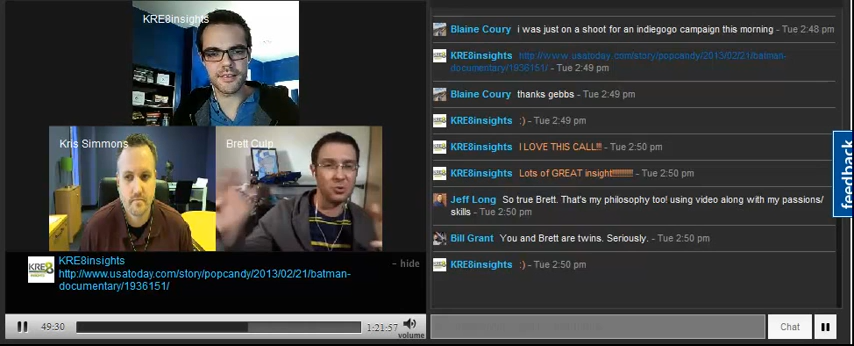 KRE8insights
Kris Simmons
Brett Culp
KRE8insights
http://www.usatoday.com/story/popcandy/2013/02/21/batman-
documentary/1936151/
– hide
49:30
1:21:57
volume
Blaine Coury i was just on a shoot for an indiegogo campaign this morning - Tue 2:48 pm
KRE8insights http://www.usatoday.com/story/popcandy/2013/02/21/batman-
documentary/1936151/ - Tue 2:49 pm
Blaine Coury thanks gebbs - Tue 2:49 pm
KRE8insights :) - Tue 2:49 pm
KRE8insights I LOVE THIS CALL!!! - Tue 2:50 pm
KRE8insights Lots of GREAT insight!!!!!!!!!!! - Tue 2:50 pm
Jeff Long So true Brett. That's my philosophy too! using video along with my passions/
skills - Tue 2:50 pm
Bill Grant You and Brett are twins. Seriously. - Tue 2:50 pm
KRE8insights :) - Tue 2:50 pm
Chat
feedback